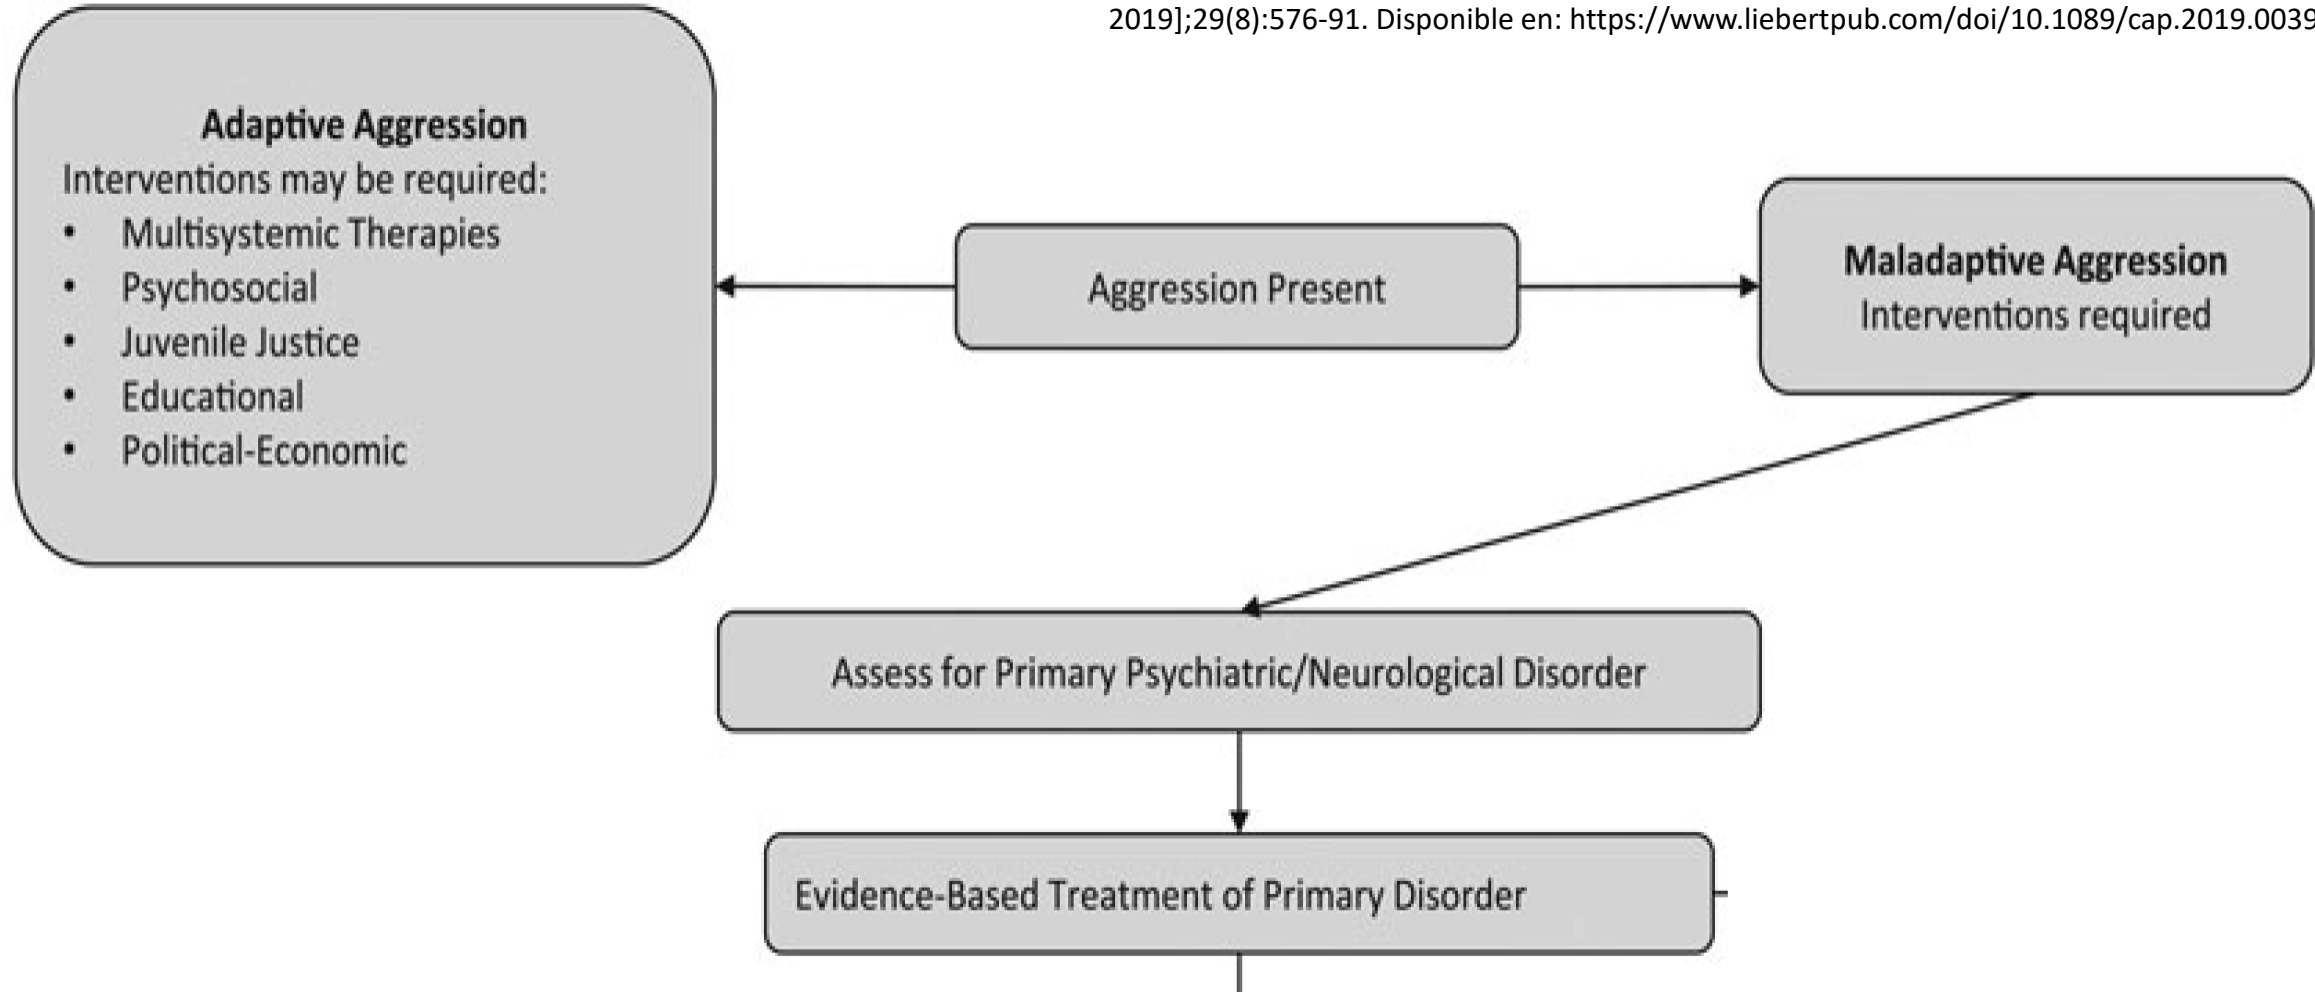 2019];29(8):576-91. Disponible en: https://www.liebertpub.com/doi/10.1089/cap.2019.0039
Adaptive Aggression
Interventions may be required:
• Multisystemic Therapies
• Psychosocial
• Juvenile Justice
• Educational
• Political-Economic
Aggression Present
Maladaptive Aggression
Interventions required
Assess for Primary Psychiatric/Neurological Disorder
Evidence-Based Treatment of Primary Disorder